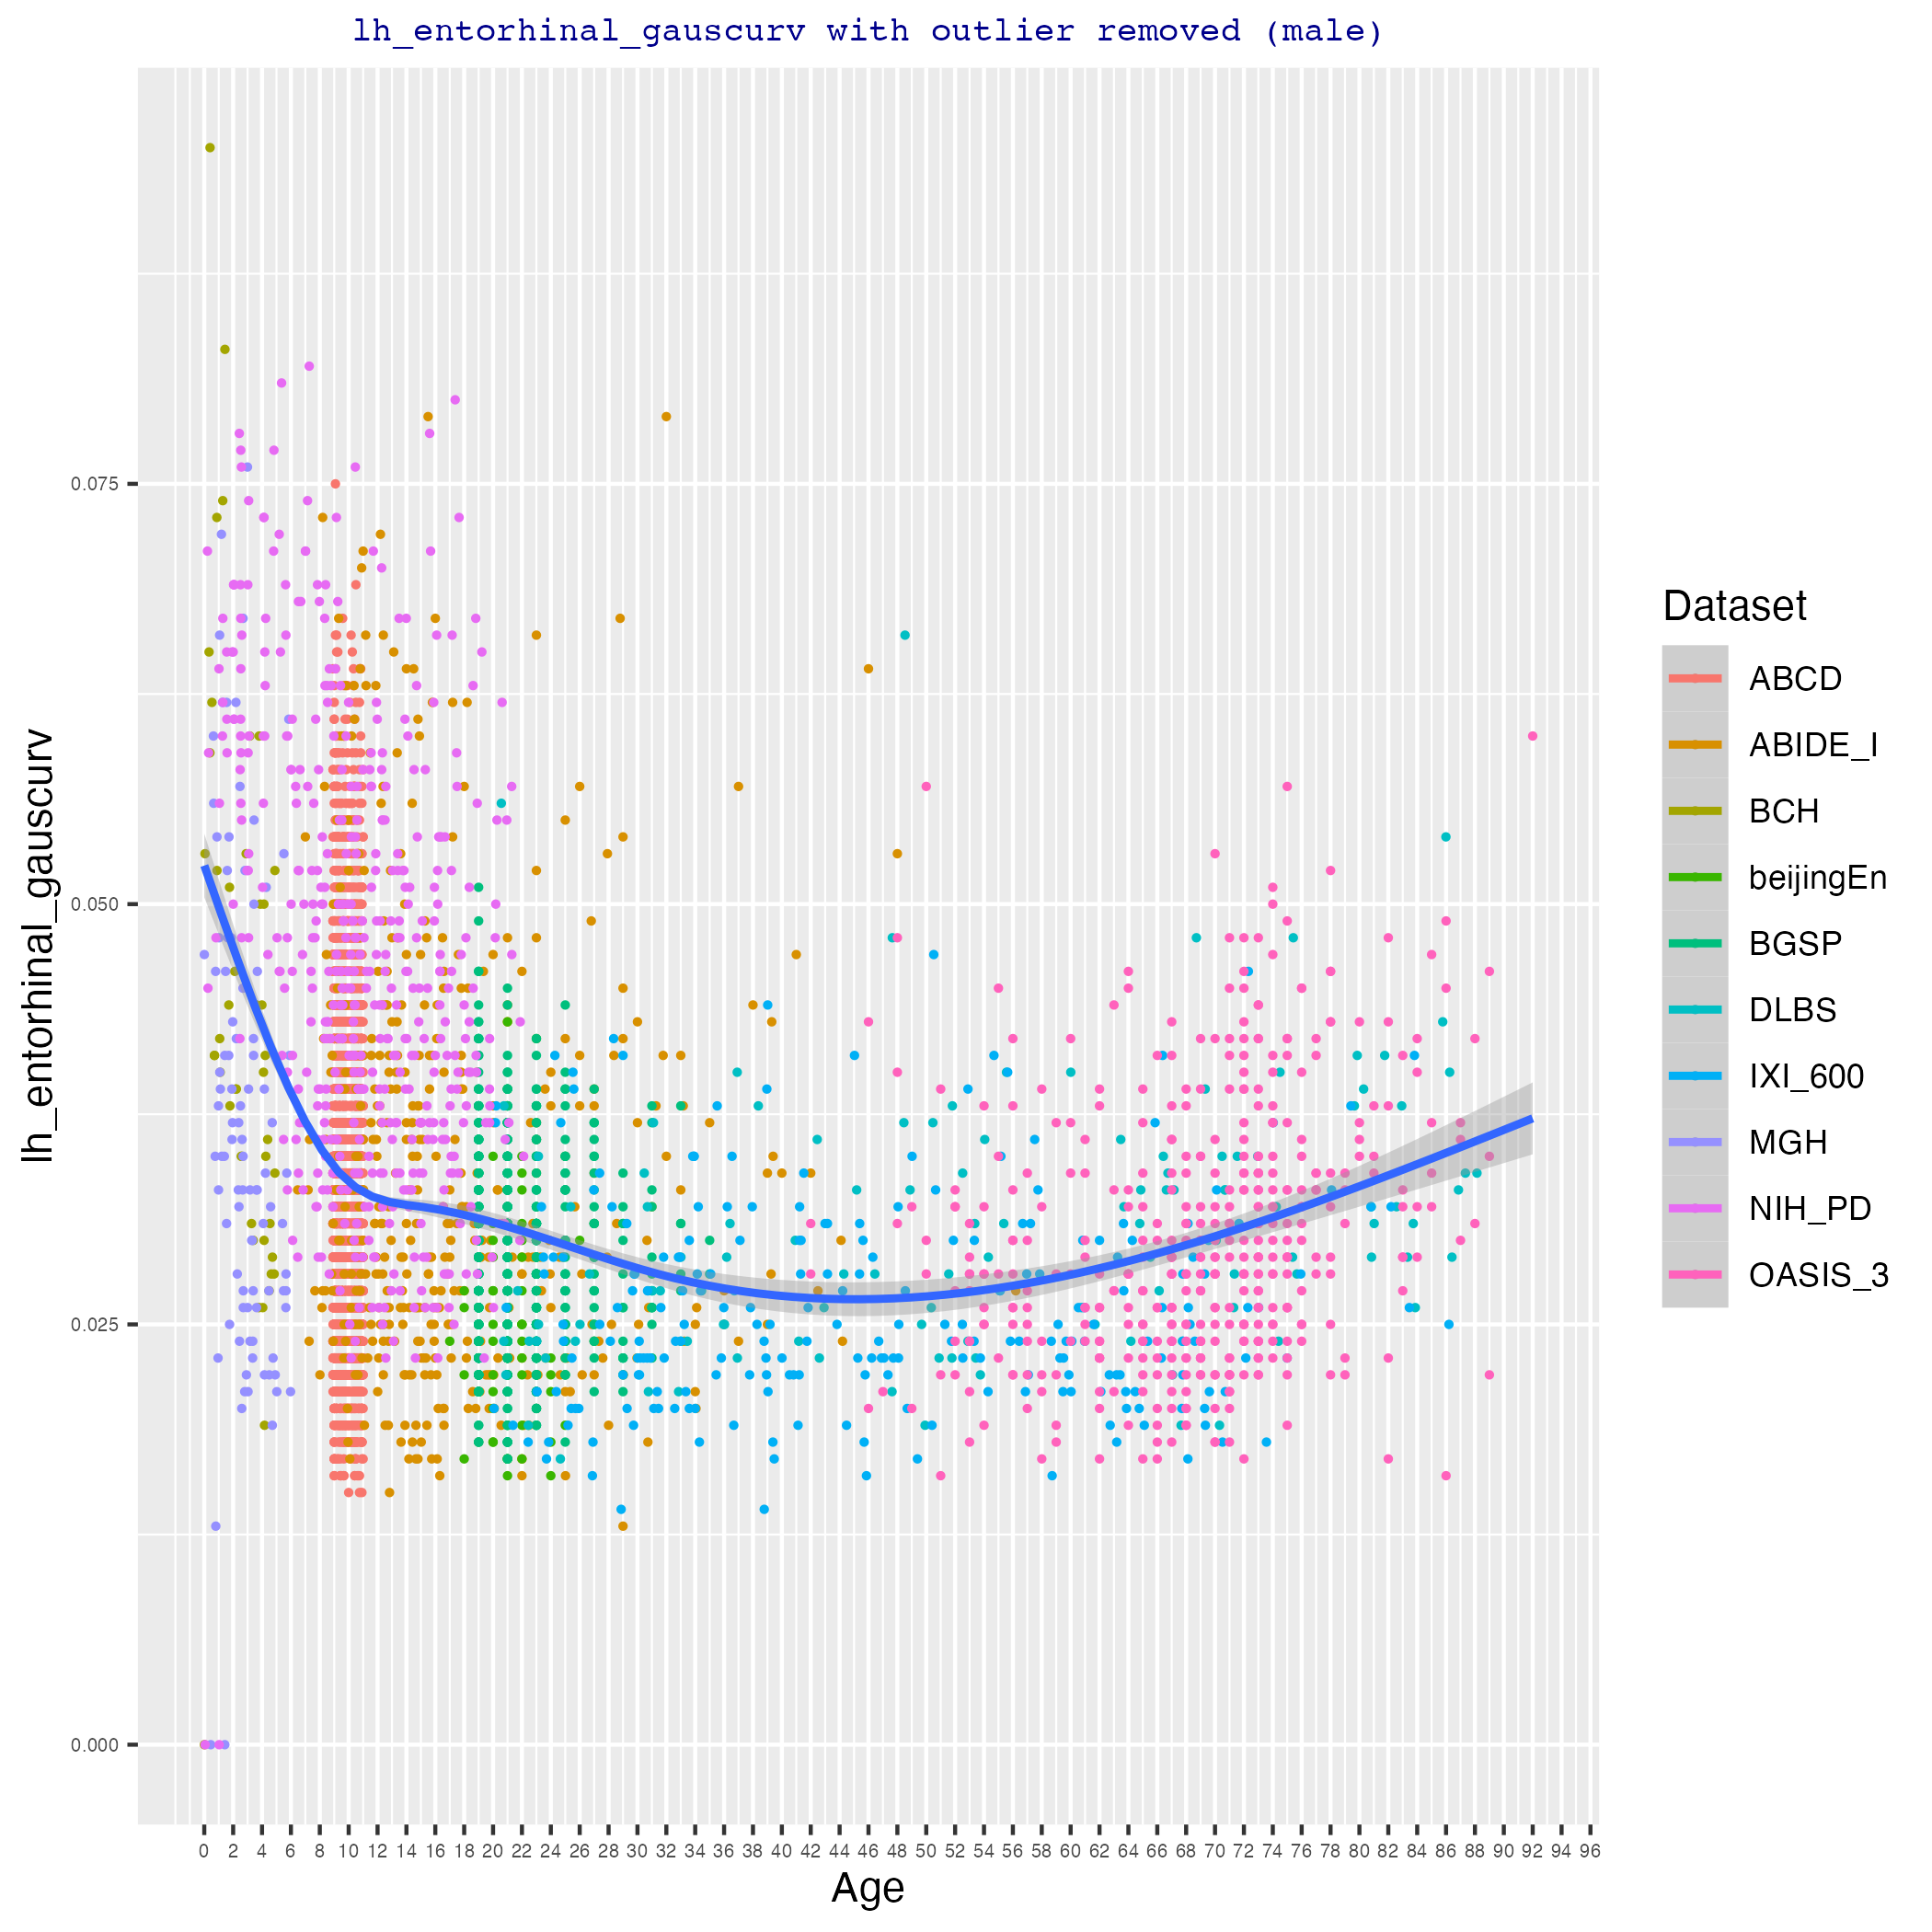 lh_entorhinal_gauscurv with outlier removed (male)
lh_entorhinal_gauscurv
0.075
0.050
0.025
0.000
0 2 4 6 8 10 12 14 16 18 20 22 24 26 28 30 32 34 36 38 40 42 44 46 48 50 52 54 56 58 60 62 64 66 68 70 72 74 76 78 80 82 84 86 88 90 92 94 96
Age
Dataset
ABCD
ABIDE_I
BCH
beijingEn
BGSP
DLBS
IXI_600
MGH
NIH_PD
OASIS_3